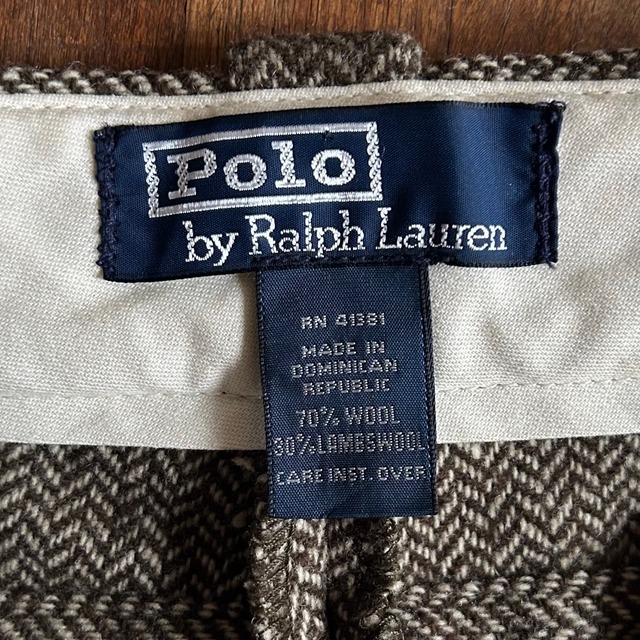 Polo
by Ralph Lauren
RN 41381
MADE IN
DOMINICAN
REPUBLIC
70% WOOL
30% LAMBSWOOL
CARE INST. OVER